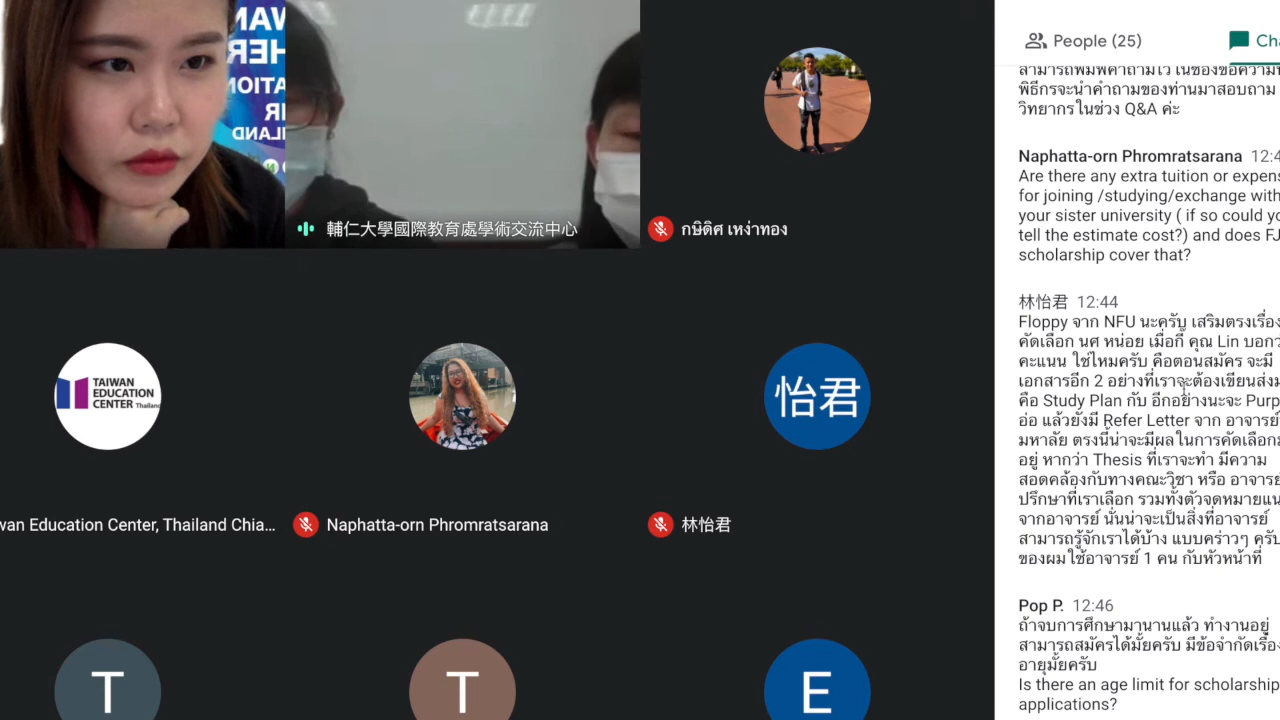 輔仁大學國際教育處學術交流中心
กษิดิศ เหง่าทอง
TAIWAN
EDUCATION
CENTER Thailand
怡君
wan Education Center, Thailand Chia...
Naphatta-orn Phromratsarana
林怡君
T
T
E
People (25)
Cha
สามารถพิมพ์คำถามไว้ ในช่องข้อความ
พิธีกรจะนำคำถามของท่านมาสอบถาม
วิทยากรในช่วง Q&A ค่ะ
Naphatta-orn Phromratsarana 12:4
Are there any extra tuition or expens
for joining /studying/exchange with
your sister university ( if so could yo
tell the estimate cost?) and does FJ
scholarship cover that?
林怡君 12:44
Floppy จาก NFU นะครับ เสริมตรงเรื่อง
คัดเลือก นศ หน่อย เมื่อกี้ คุณ Lin บอกว
คะแนน ใช่ไหมครับ คือตอนสมัคร จะมี
เอกสารอีก 2 อย่างที่เราจะต้องเขียนส่ง
คือ Study Plan กับ อีกอย่างนะจะ Purp
อ่อ แล้วยังมี Refer Letter จาก อาจารย์
มหาลัย ตรงนี้น่าจะมีผลในการคัดเลือก
อยู่ หากว่า Thesis ที่เราจะทำ มีความ
สอดคล้องกับทางคณะวิชา หรือ อาจารย์
ปรึกษาที่เราเลือก รวมทั้งตัวจดหมายแน
จากอาจารย์ นั่นน่าจะเป็นสิ่งที่อาจารย์
สามารถรู้จักเราได้บ้าง แบบคร่าวๆ ครับ
ของผมใช้อาจารย์ 1 คน กับหัวหน้าที่
Pop P. 12:46
ถ้าจบการศึกษามานานแล้ว ทำงานอยู่
สามารถสมัครได้มั้ยครับ มีข้อจำกัดเรื่อง
อายุมั้ยครับ
Is there an age limit for scholarship
applications?